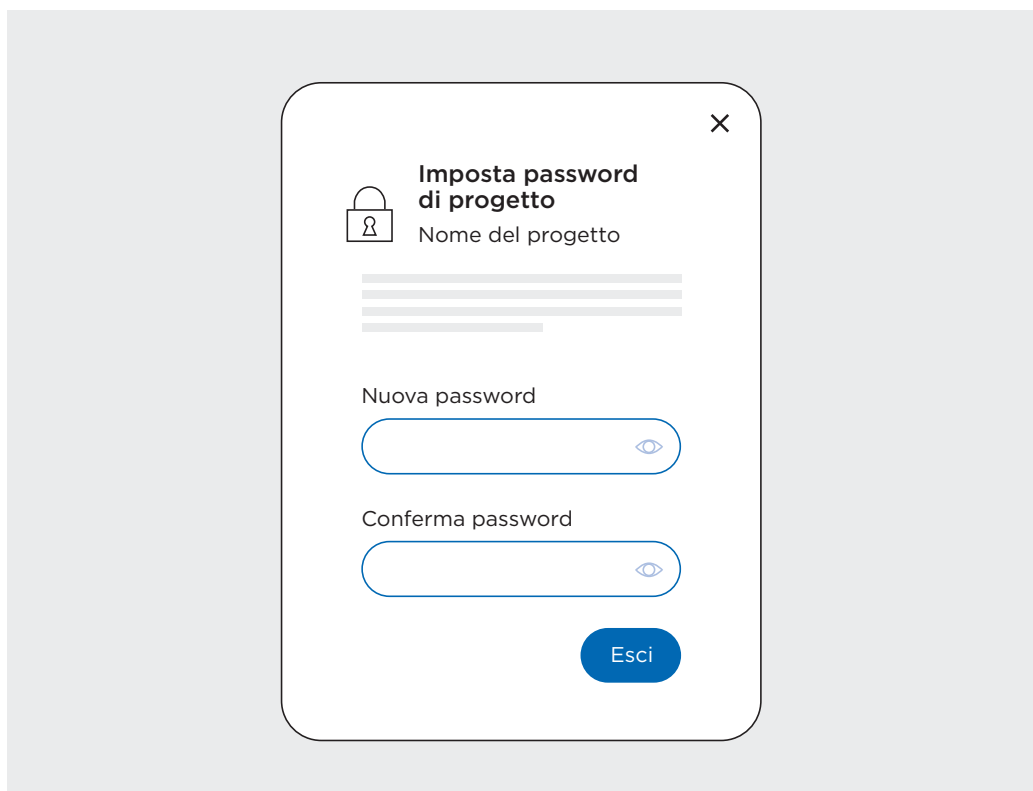 Imposta password
di progetto
Nome del progetto
Nuova password
Conferma password
Esci